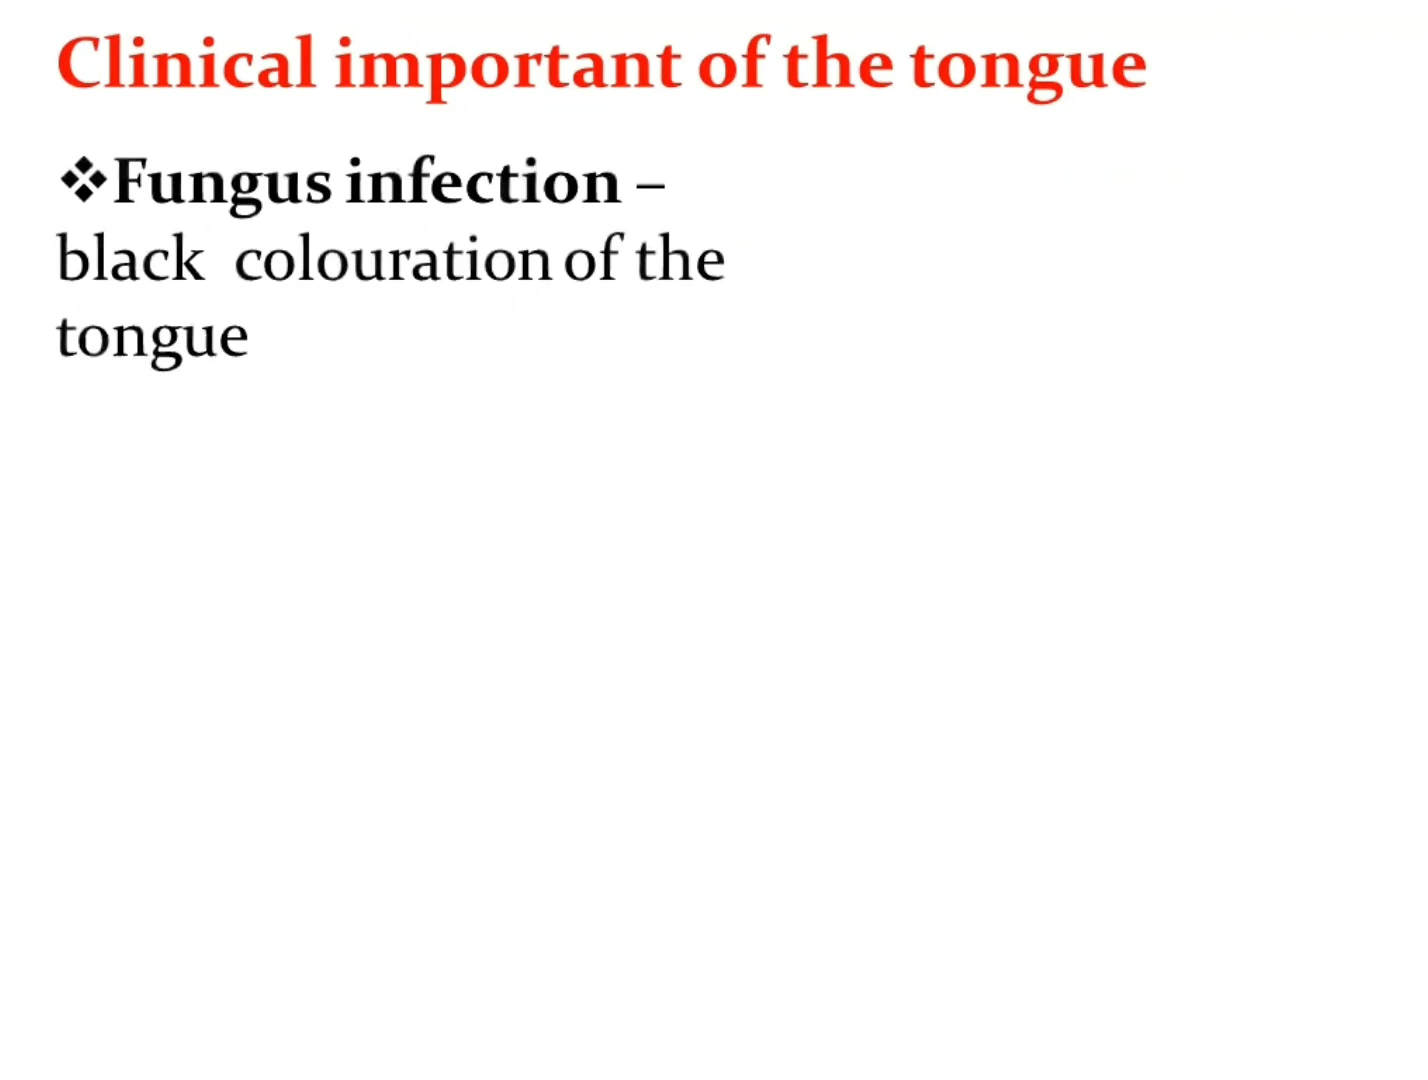 Clinical important of the tongue
❖Fungus infection –
black colouration of the
tongue